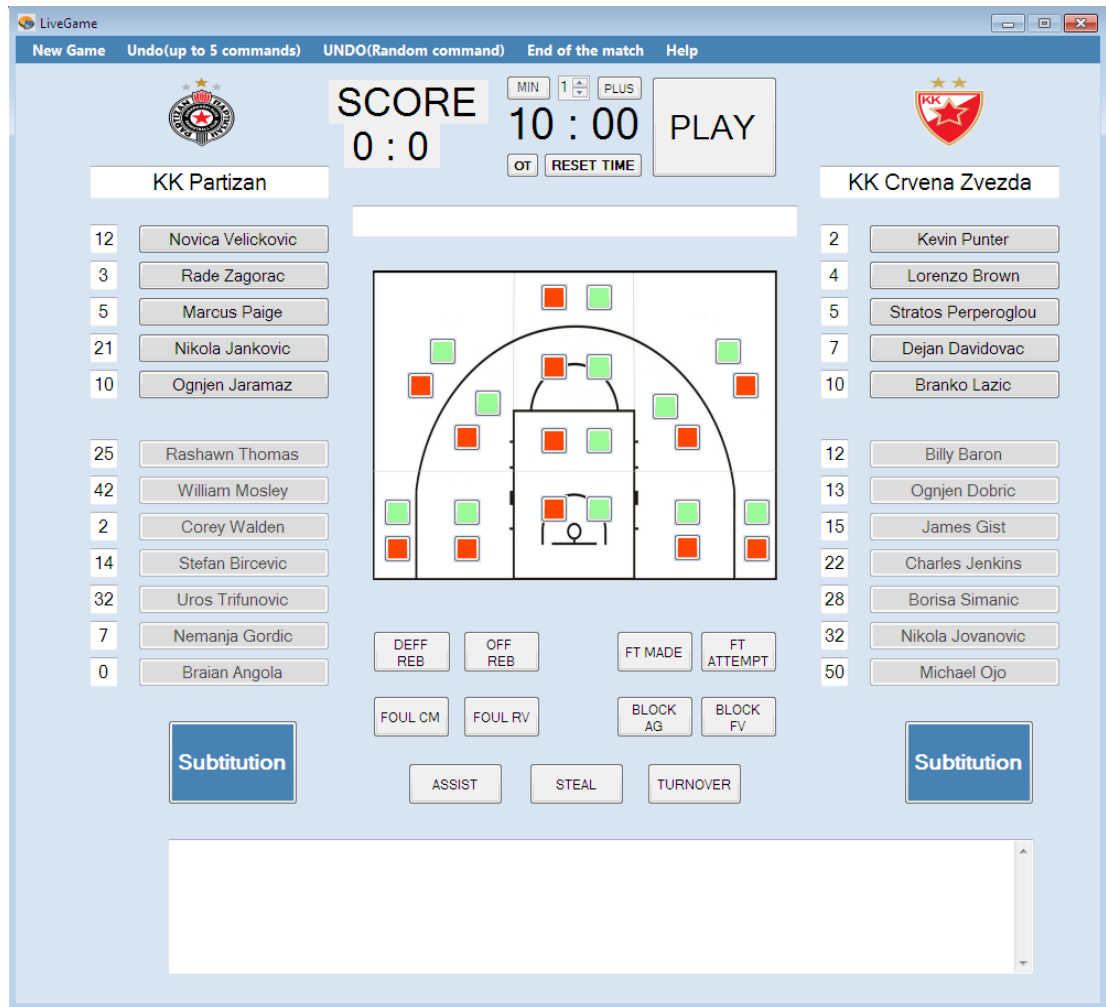 LiveGame
New Game Undo(up to 5 commands) UNDO(Random command) End of the match Help
SCORE
0 : 0
MIN 1 PLUS
10 : 00
OT RESET TIME
PLAY
KK
KK Partizan
KK Crvena Zvezda
12 Novica Velickovic
3 Rade Zagorac
5 Marcus Paige
21 Nikola Jankovic
10 Ognjen Jaramaz
25 Rashawn Thomas
42 William Mosley
2 Corey Walden
14 Stefan Bircevic
32 Uros Trifunovic
7 Nemanja Gordic
0 Braian Angola
Subtitution
2 Kevin Punter
4 Lorenzo Brown
5 Stratos Perperoglou
7 Dejan Davidovac
10 Branko Lazic
12 Billy Baron
13 Ognjen Dobric
15 James Gist
22 Charles Jenkins
28 Borisa Simanic
32 Nikola Jovanovic
50 Michael Ojo
Subtitution
DEFF
REB
OFF
REB
FT MADE
FT
ATTEMPT
FOUL CM
FOUL RV
BLOCK
AG
BLOCK
FV
ASSIST STEAL TURNOVER